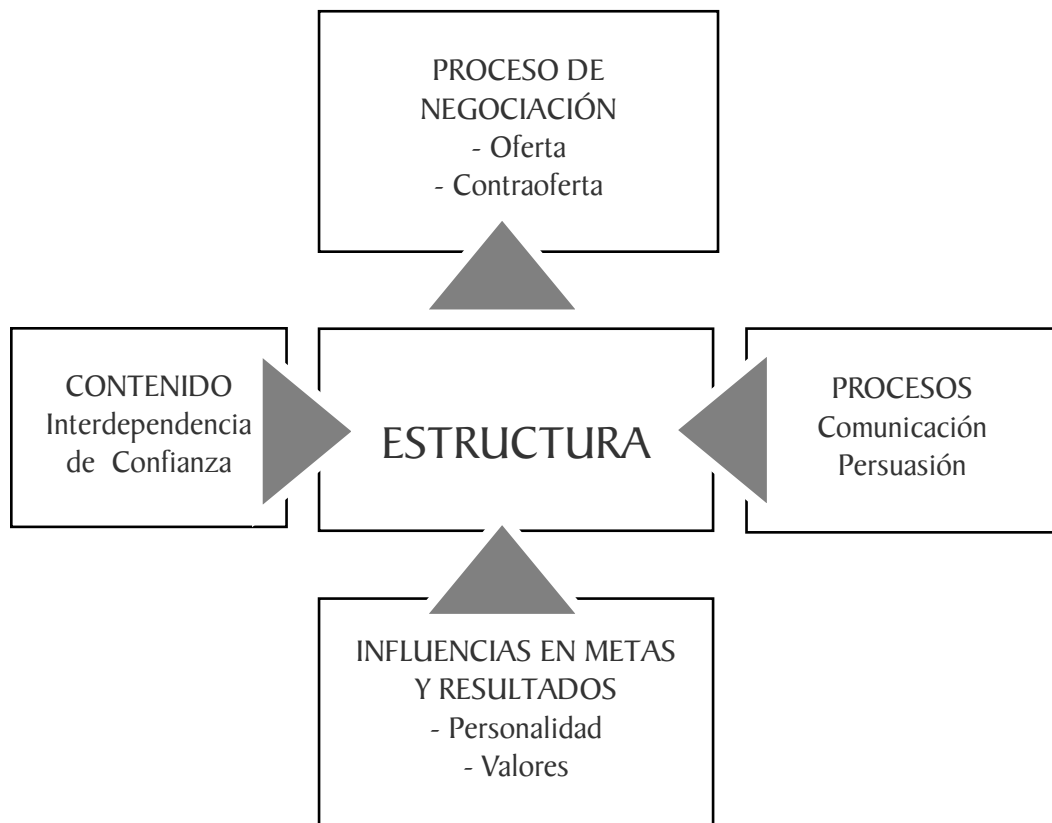 PROCESO DE
NEGOCIACIÓN
- Oferta
- Contraoferta
CONTENIDO
Interdependencia
de Confianza
ESTRUCTURA
PROCESOS
Comunicación
Persuasión
INFLUENCIAS EN METAS
Y RESULTADOS
- Personalidad
- Valores